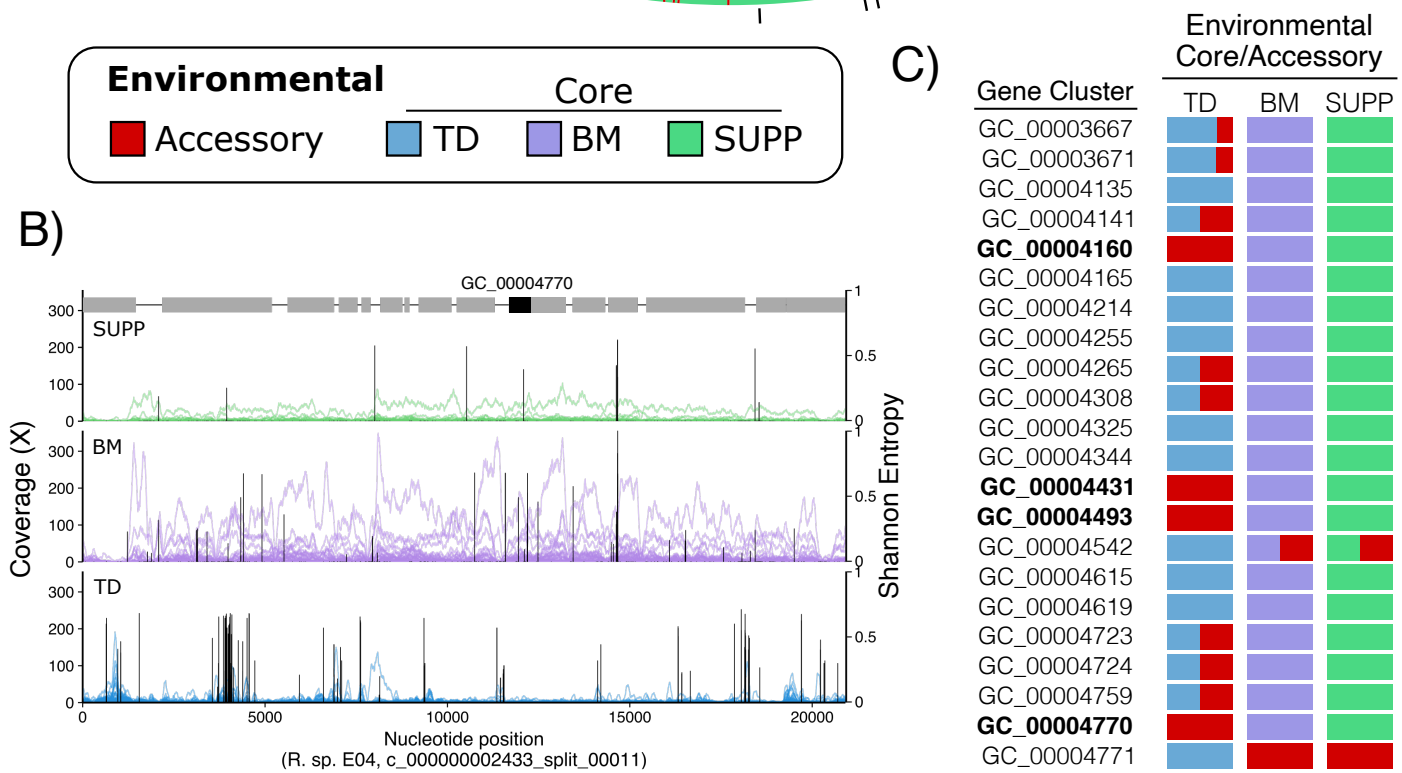 Environmental
Core
Accessory TD BM SUPP
B)
GC_00004770
SUPP
300
200
100
0
1
0.5
0
BM
300
200
100
0
1
0.5
0
TD
300
200
100
0
1
0.5
0
Coverage (X)
Shannon Entropy
0 5000 10000 15000 20000
Nucleotide position
(R. sp. E04, c_000000002433_split_00011)
C)
Environmental
Core/Accessory
Gene Cluster TD BM SUPP
GC_00003667
GC_00003671
GC_00004135
GC_00004141
GC_00004160
GC_00004165
GC_00004214
GC_00004255
GC_00004265
GC_00004308
GC_00004325
GC_00004344
GC_00004431
GC_00004493
GC_00004542
GC_00004615
GC_00004619
GC_00004723
GC_00004724
GC_00004759
GC_00004770
GC_00004771